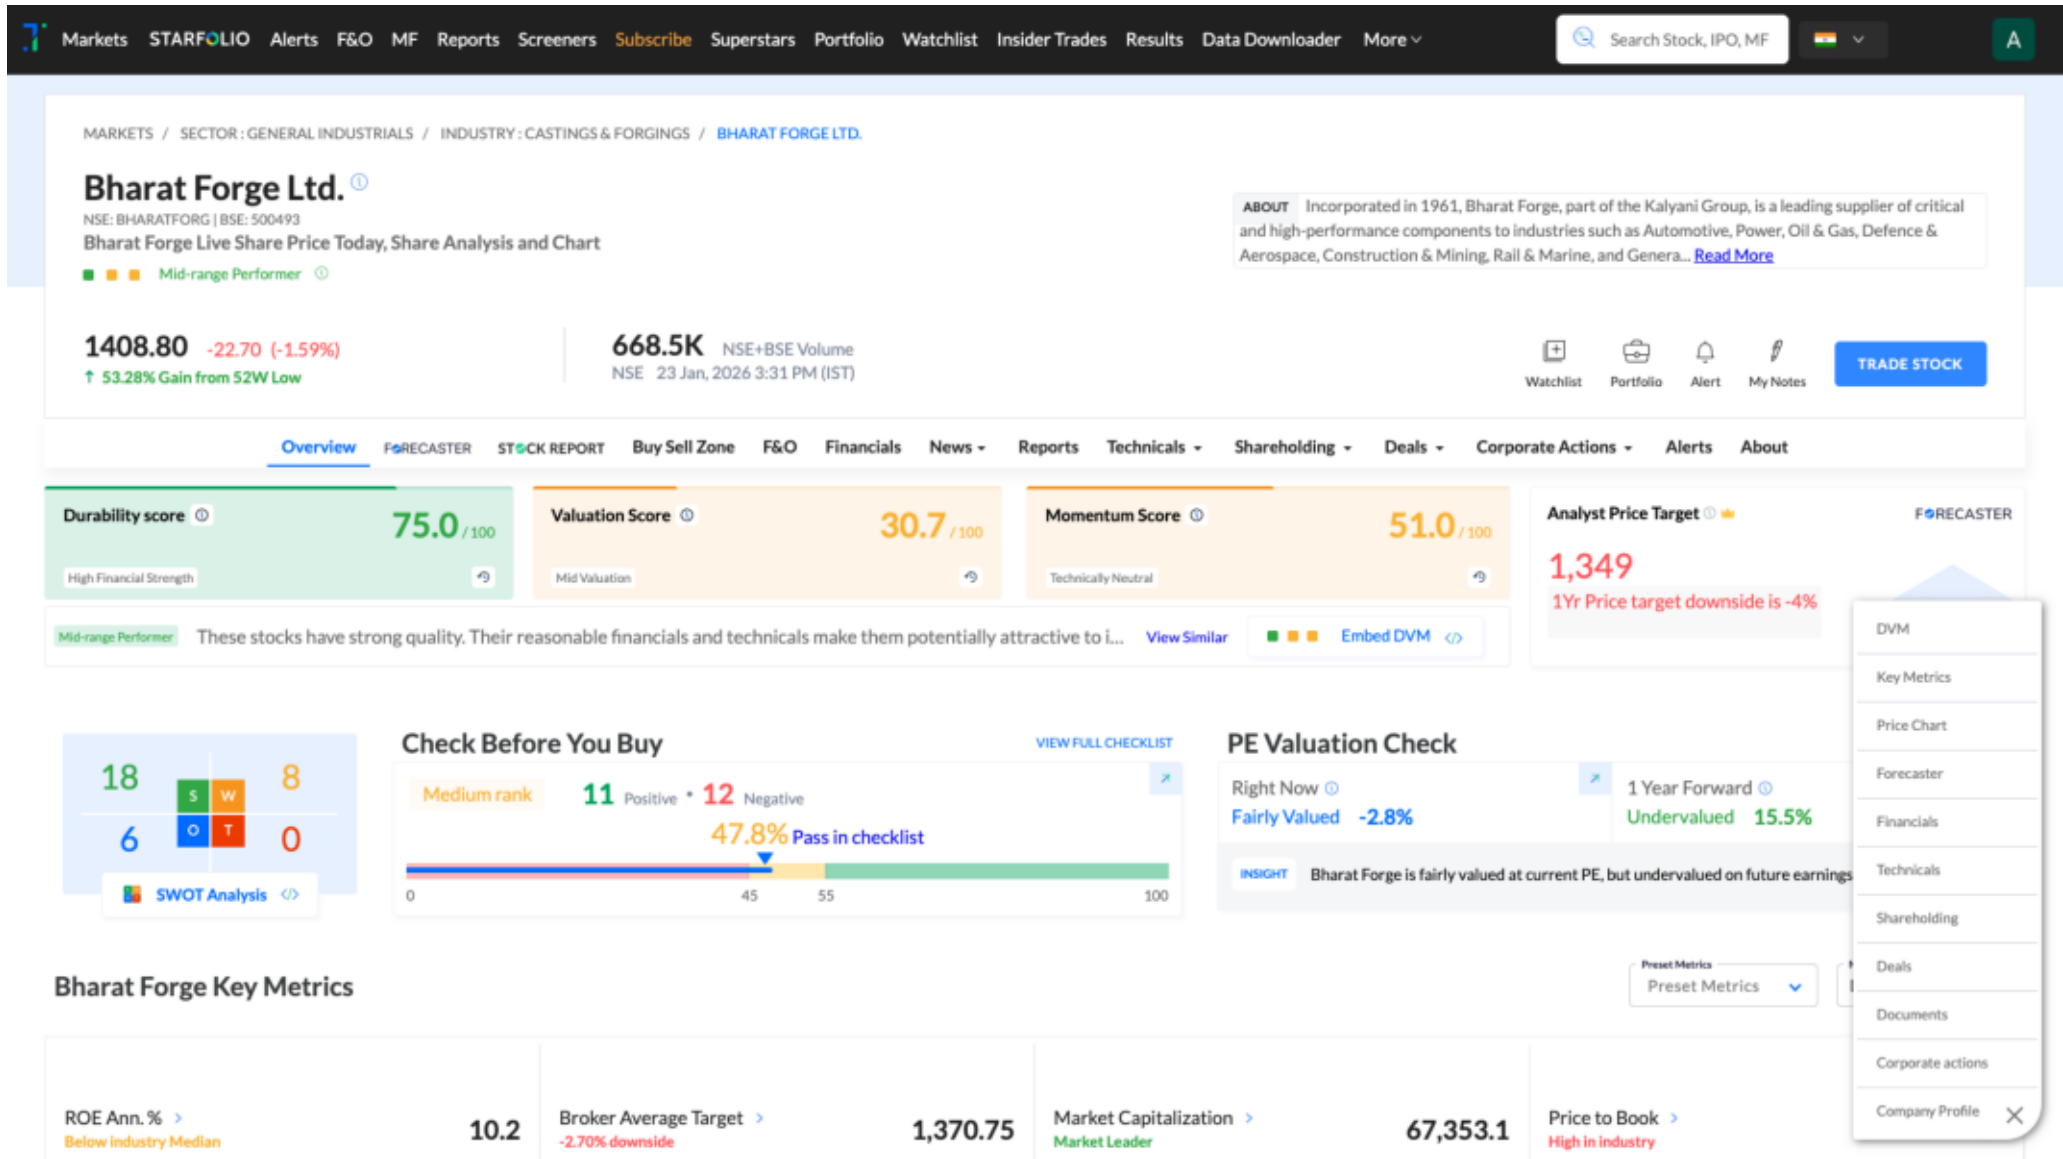 Markets STARFOLIO Alerts F&O MF Reports Screeners Subscribe Superstars Portfolio Watchlist Insider Trades Results Data Downloader More Search Stock, IPO, MF A
MARKETS / SECTOR : GENERAL INDUSTRIALS / INDUSTRY : CASTINGS & FORGINGS / BHARAT FORGE LTD.
Bharat Forge Ltd.
NSE: BHARATFORG | BSE: 500493
Bharat Forge Live Share Price Today, Share Analysis and Chart
Mid-range Performer
ABOUT Incorporated in 1961, Bharat Forge, part of the Kalyani Group, is a leading supplier of critical
and high-performance components to industries such as Automotive, Power, Oil & Gas, Defence &
Aerospace, Construction & Mining, Rail & Marine, and Genera... Read More
1408.80 -22.70 (-1.59%)
↑ 53.28% Gain from 52W Low
668.5K NSE+BSE Volume
NSE 23 Jan, 2026 3:31 PM (IST)
Watchlist Portfolio Alert My Notes TRADE STOCK
Overview FORECASTER STOCK REPORT Buy Sell Zone F&O Financials News Reports Technicals Shareholding Deals Corporate Actions Alerts About
Durability score 75.0 / 100
High Financial Strength
Valuation Score 30.7 / 100
Mid Valuation
Momentum Score 51.0 / 100
Technically Neutral
Analyst Price Target FORECASTER
1,349
1Yr Price target downside is -4%
Mid-range Performer These stocks have strong quality. Their reasonable financials and technicals make them potentially attractive to i... View Similar Embed DVM </>
18 S W 8
6 O T 0
SWOT Analysis </>
Check Before You Buy VIEW FULL CHECKLIST
Medium rank 11 Positive • 12 Negative
47.8% Pass in checklist
0 45 55 100
PE Valuation Check
Right Now
Fairly Valued -2.8%
1 Year Forward
Undervalued 15.5%
INSIGHT Bharat Forge is fairly valued at current PE, but undervalued on future earnings
Bharat Forge Key Metrics
Preset Metrics
Preset Metrics
ROE Ann. % 10.2
Below industry Median
Broker Average Target 1,370.75
-2.70% downside
Market Capitalization 67,353.1
Market Leader
Price to Book
High in industry
DVM
Key Metrics
Price Chart
Forecaster
Financials
Technicals
Shareholding
Deals
Documents
Corporate actions
Company Profile